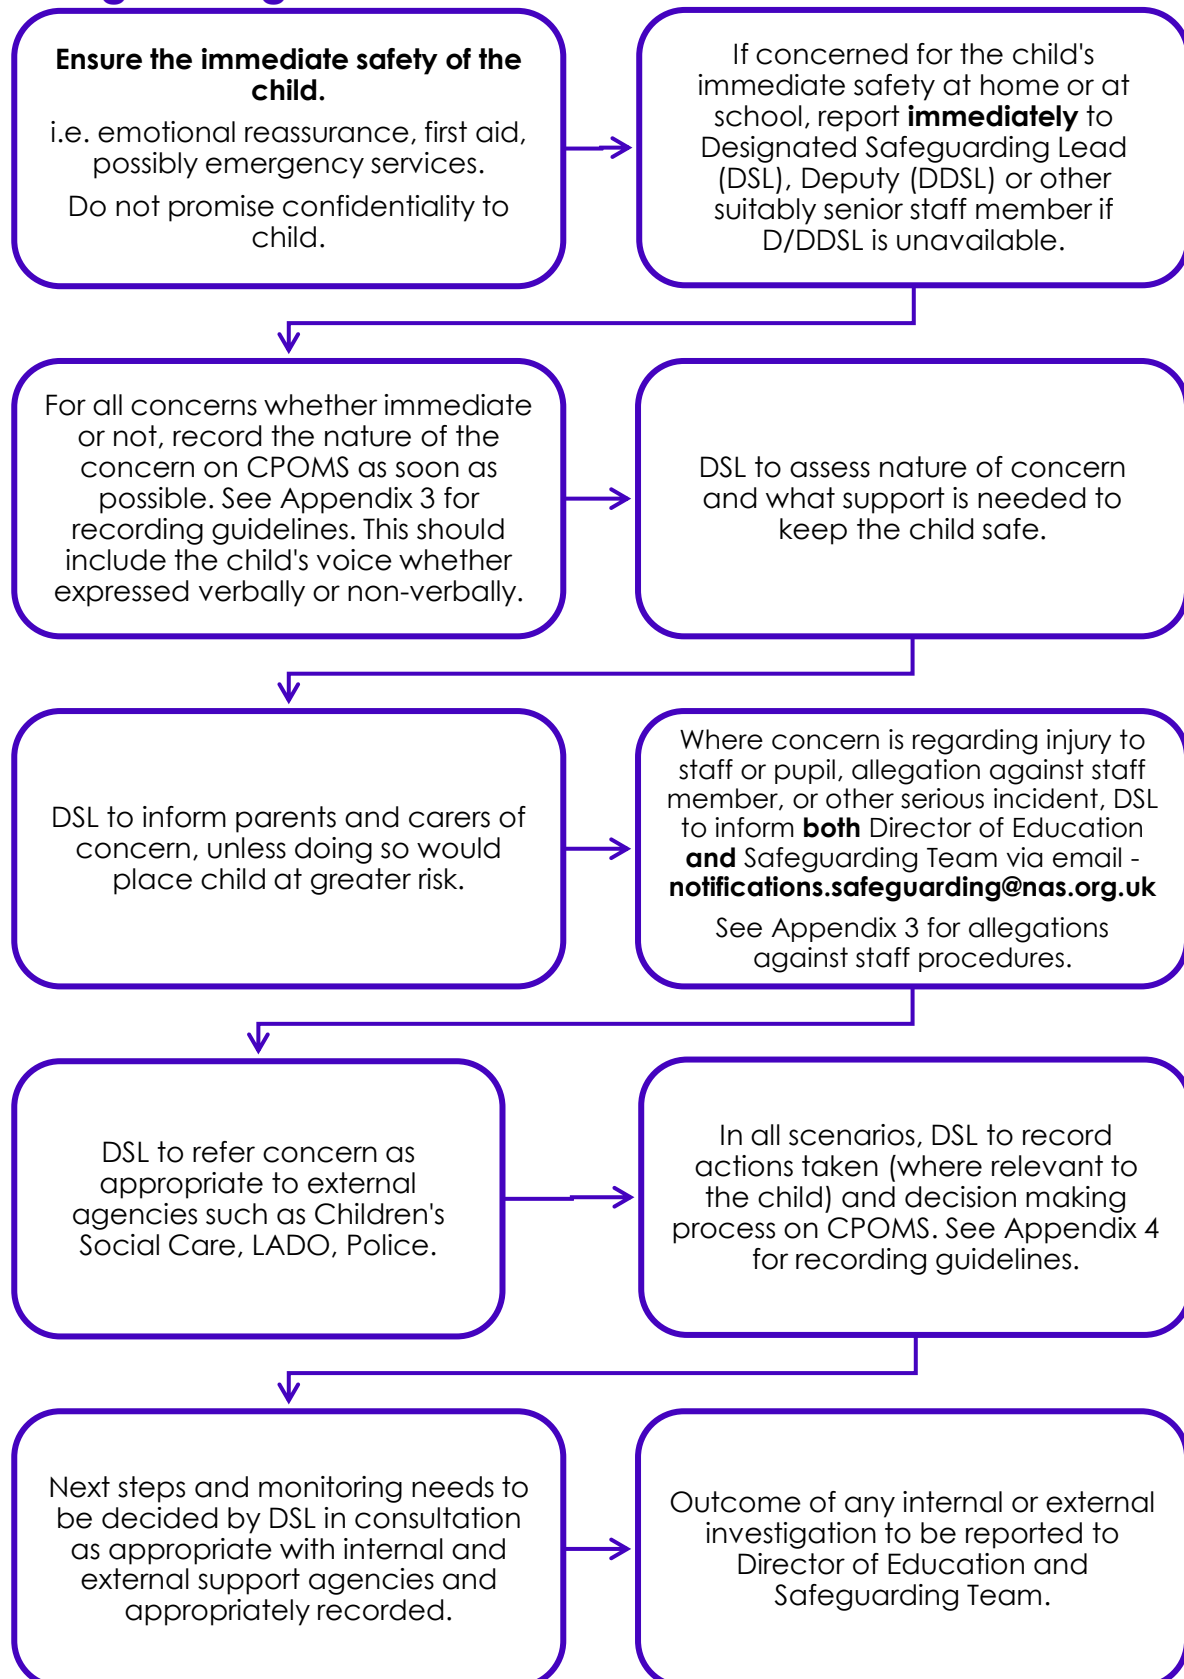 Ensure the immediate safety of the
child.
i.e. emotional reassurance, first aid,
possibly emergency services.
Do not promise confidentiality to
child.
If concerned for the child's
immediate safety at home or at
school, report immediately to
Designated Safeguarding Lead
(DSL), Deputy (DDSL) or other
suitably senior staff member if
D/DDSL is unavailable.
For all concerns whether immediate
or not, record the nature of the
concern on CPOMS as soon as
possible. See Appendix 3 for
recording guidelines. This should
include the child's voice whether
expressed verbally or non-verbally.
DSL to assess nature of concern
and what support is needed to
keep the child safe.
DSL to inform parents and carers of
concern, unless doing so would
place child at greater risk.
Where concern is regarding injury to
staff or pupil, allegation against staff
member, or other serious incident, DSL
to inform both Director of Education
and Safeguarding Team via email -
notifications.safeguarding@nas.org.uk
See Appendix 3 for allegations
against staff procedures.
DSL to refer concern as
appropriate to external
agencies such as Children's
Social Care, LADO, Police.
In all scenarios, DSL to record
actions taken (where relevant to
the child) and decision making
process on CPOMS. See Appendix 4
for recording guidelines.
Next steps and monitoring needs to
be decided by DSL in consultation
as appropriate with internal and
external support agencies and
appropriately recorded.
Outcome of any internal or external
investigation to be reported to
Director of Education and
Safeguarding Team.